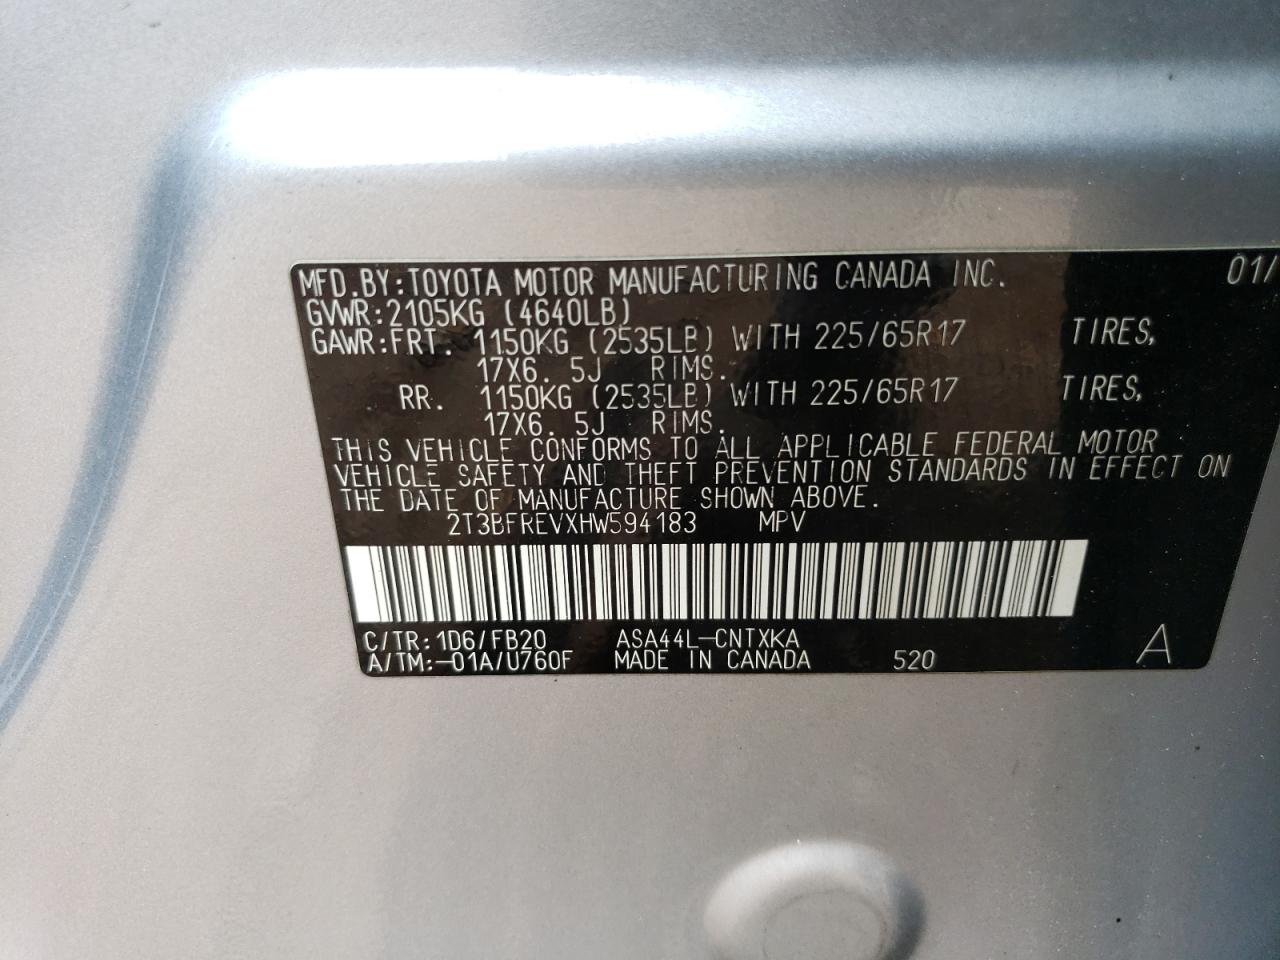 MFD.BY:TOYOTA MOTOR MANUFACTURING CANADA INC. 01/
GVWR:2105KG (4640LB)
GAWR:FRT. 1150KG (2535LB) WITH 225/65R17 TIRES,
17X6. 5J RIMS.
RR. 1150KG (2535LB) WITH 225/65R17 TIRES,
17X6. 5J RIMS.
THIS VEHICLE CONFORMS TO ALL APPLICABLE FEDERAL MOTOR
VEHICLE SAFETY AND THEFT PREVENTION STANDARDS IN EFFECT ON
THE DATE OF MANUFACTURE SHOWN ABOVE.
2T3BFREVXHW594183 MPV
C/TR:1D6/FB20 ASA44L-CNTXKA
A/TM:-01A/U760F MADE IN CANADA 520 A